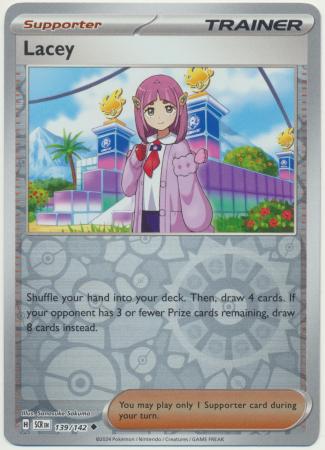 Supporter
TRAINER
Lacey
Shuffle your hand into your deck. Then, draw 4 cards. If
your opponent has 3 or fewer Prize cards remaining, draw
8 cards instead.
Illus. Sanosuke Sakuma
H SCR EN 139/142 ◆
You may play only 1 Supporter card during
your turn.
©2024 Pokémon / Nintendo / Creatures / GAME FREAK